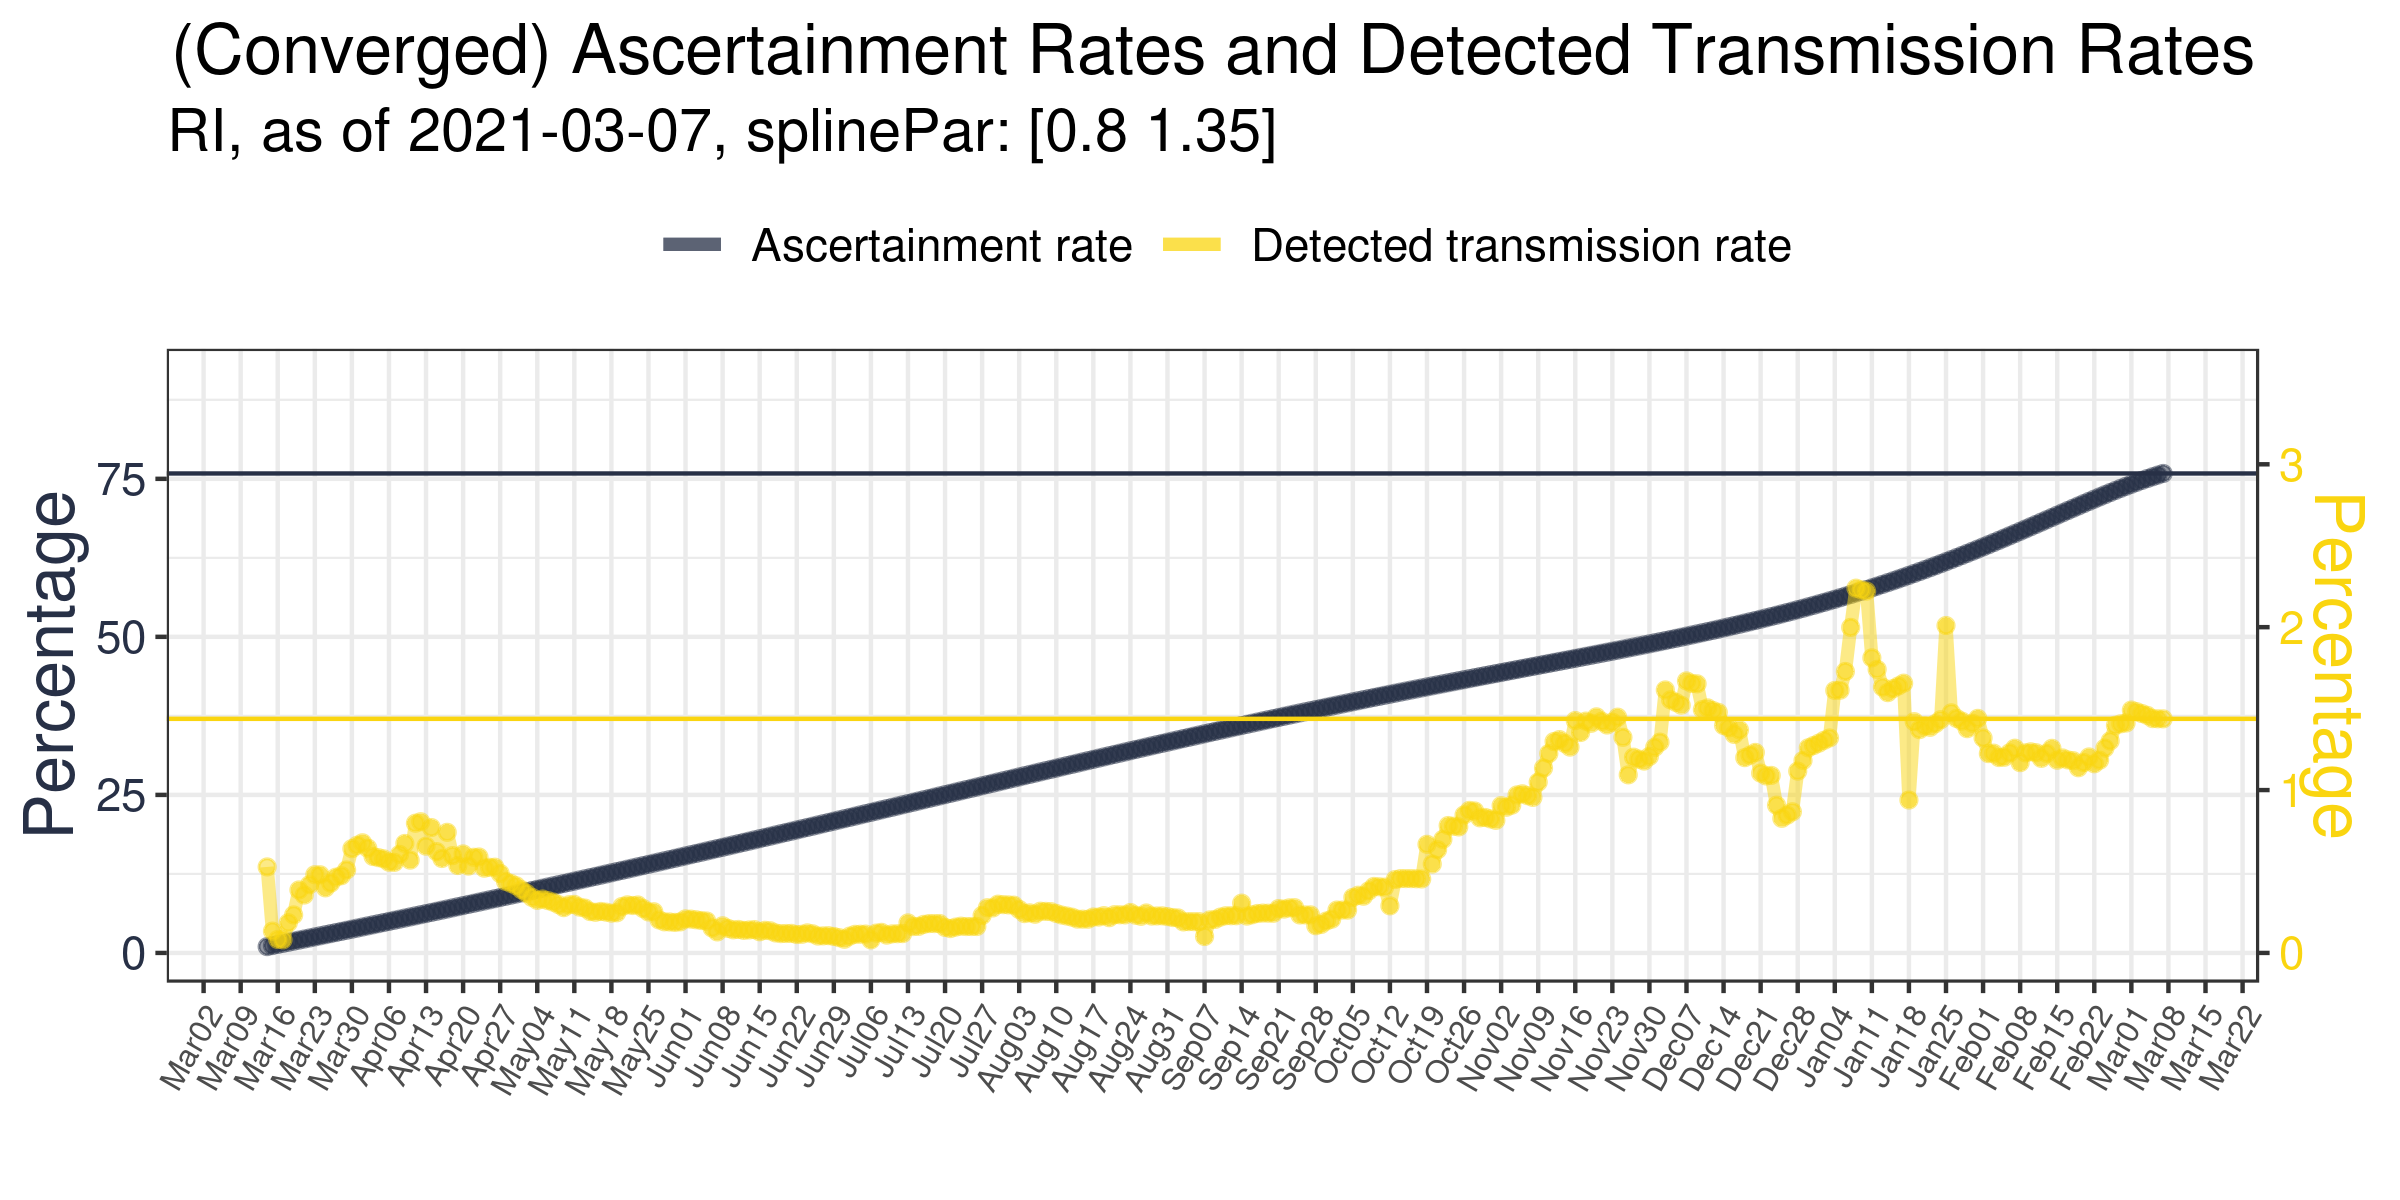 (Converged) Ascertainment Rates and Detected Transmission Rates
RI, as of 2021-03-07, splinePar: [0.8 1.35]
Ascertainment rate Detected transmission rate
Percentage
75
50
25
0
3
2
1
0
Percentage
Mar02 Mar09 Mar16 Mar23 Mar30 Apr06 Apr13 Apr20 Apr27 May04 May11 May18 May25 Jun01 Jun08 Jun15 Jun22 Jun29 Jul06 Jul13 Jul20 Jul27 Aug03 Aug10 Aug17 Aug24 Aug31 Sep07 Sep14 Sep21 Sep28 Oct05 Oct12 Oct19 Oct26 Nov02 Nov09 Nov16 Nov23 Nov30 Dec07 Dec14 Dec21 Dec28 Jan04 Jan11 Jan18 Jan25 Feb01 Feb08 Feb15 Feb22 Mar01 Mar08 Mar15 Mar22